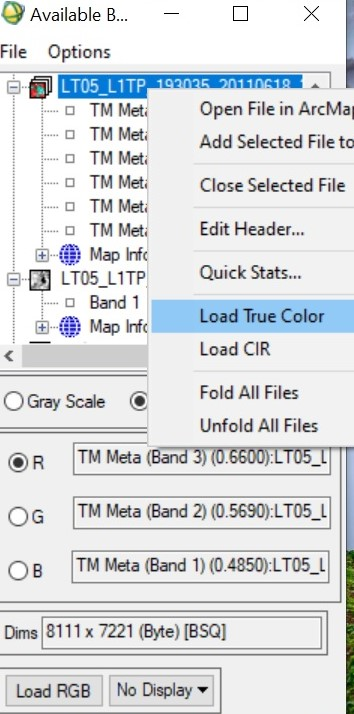 Available B...
File Options
LT05_L1TP_193035_20110618_1
TM Meta
TM Meta
TM Meta
TM Meta
TM Meta
TM Meta
Map Info
LT05_L1TP
Band 1
Map Info
Open File in ArcMap
Add Selected File to
Close Selected File
Edit Header...
Quick Stats...
Load True Color
Load CIR
Fold All Files
Unfold All Files
Gray Scale
R TM Meta (Band 3) (0.6600):LT05_L
G TM Meta (Band 2) (0.5690):LT05_L
B TM Meta (Band 1) (0.4850):LT05_L
Dims 8111 x 7221 (Byte) [BSQ]
Load RGB No Display